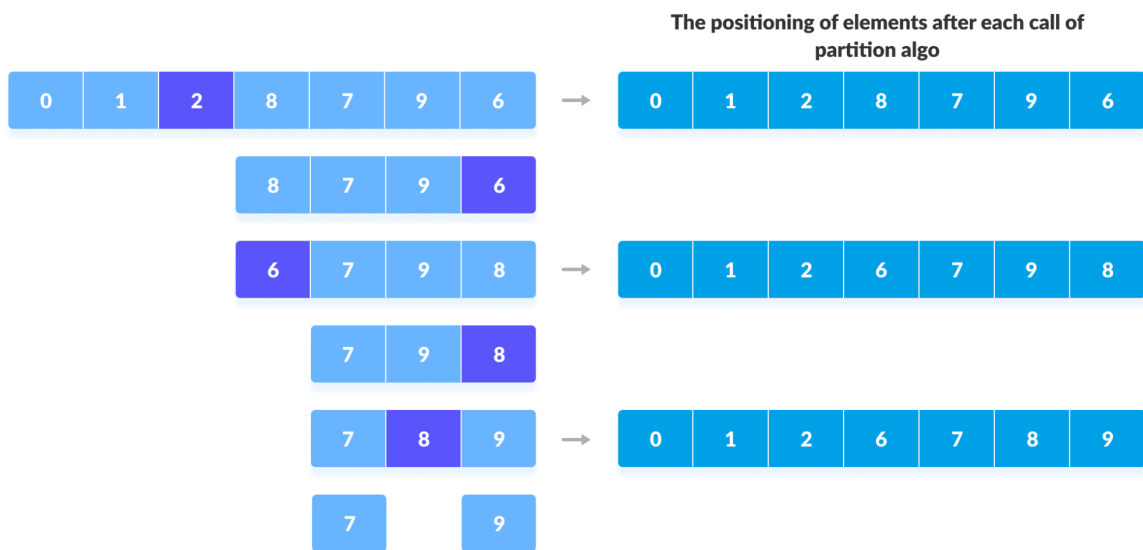 The positioning of elements after each call of
partition algo
0 1 2 8 7 9 6 0 1 2 8 7 9 6
8 7 9 6
6 7 9 8 0 1 2 6 7 9 8
7 9 8
7 8 9 0 1 2 6 7 8 9
7 9